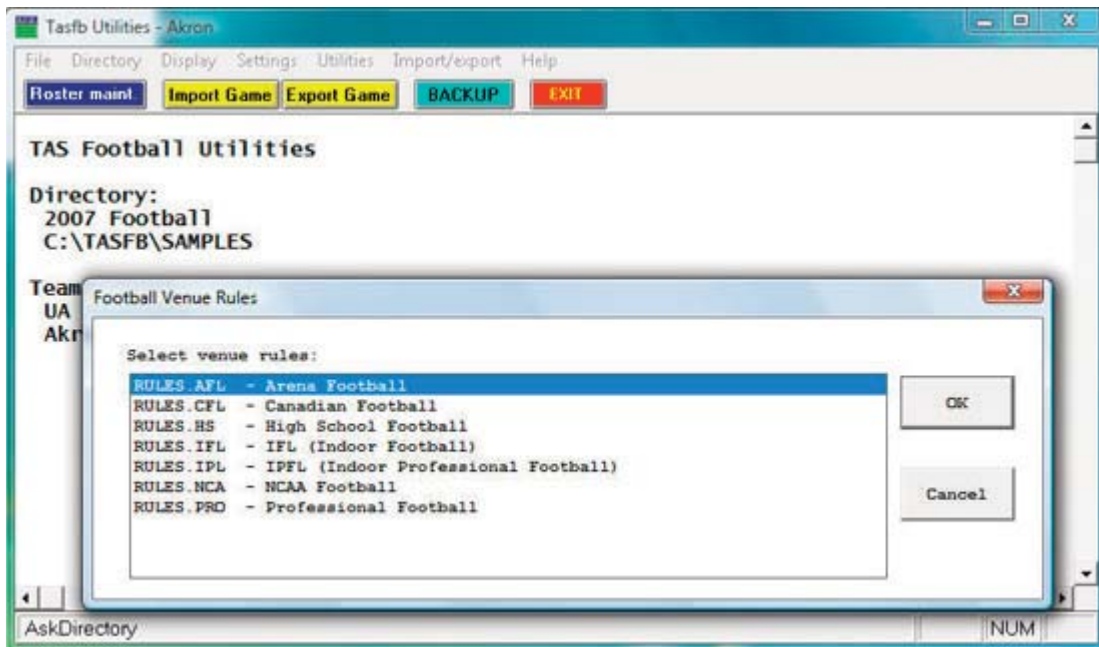 Tasfb Utilities - Akron
File Directory Display Settings Utilities Import/export Help
Roster maint. Import Game Export Game BACKUP EXIT
TAS Football Utilities
Directory:
2007 Football
C:\TASFB\SAMPLES
Team
UA
Akr
Football Venue Rules
Select venue rules:
RULES.AFL - Arena Football
RULES.CFL - Canadian Football
RULES.HS - High School Football
RULES.IFL - IFL (Indoor Football)
RULES.IPL - IPFL (Indoor Professional Football)
RULES.NCA - NCAA Football
RULES.PRO - Professional Football
OK
Cancel
AskDirectory NUM